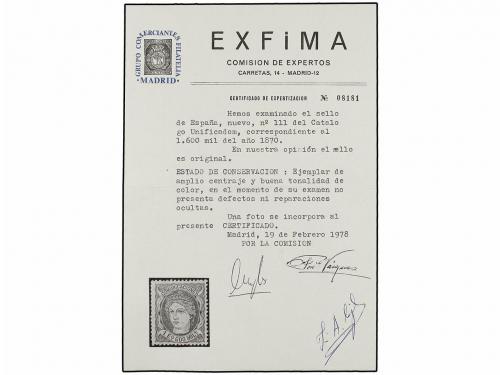 GRUPO COMERCIANTES FILATELIA
MADRID
EXFiMA
COMISION DE EXPERTOS
CARRETAS, 14 - MADRID-12
CERTIFICADO DE EXPERTIZACION Nº 08181
Hemos examinado el sello
de España, nuevo, nº 111 del Catalo
go Unificadom, correspondiente al
1.600 mil del año 1870.
En nuestra opinión el sello
es original.
ESTADO DE CONSERVACION : Ejemplar de
amplio centraje y buena tonalidad de
color, en el momento de su examen no
presenta defectos ni reparaciones
ocultas.
Una foto se incorpora al
presente CERTIFICADO.
Madrid, 19 de Febrero 1978
POR LA COMISION